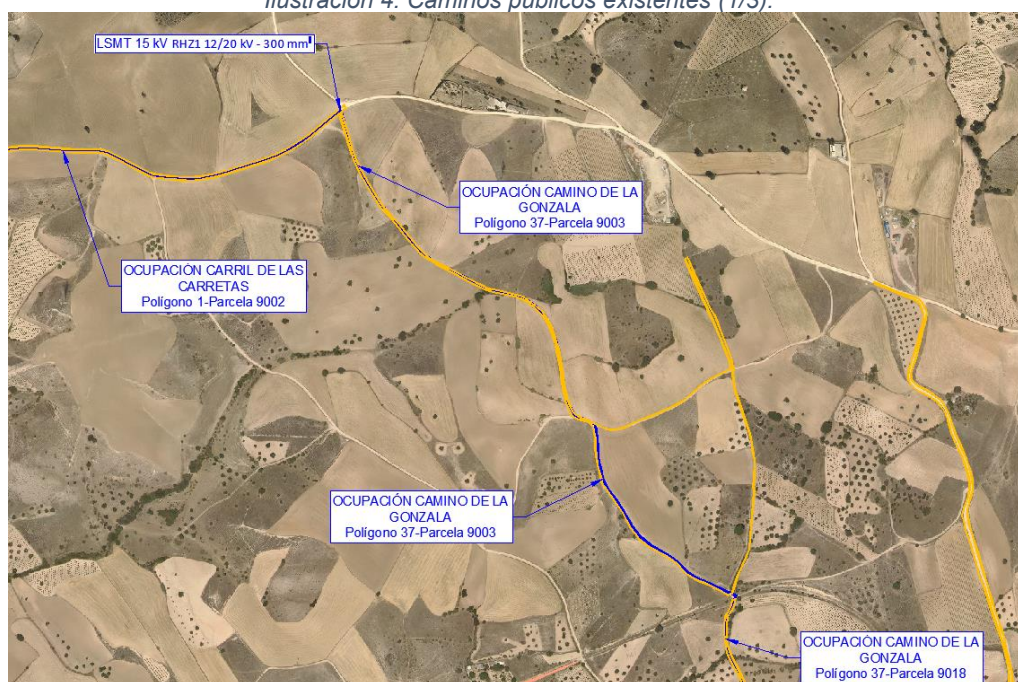 Ilustración 4. Caminos públicos existentes (1/3).
LSMT 15 kV RHZ1 12/20 kV - 300 mm²
OCUPACIÓN CAMINO DE LA
GONZALA
Polígono 37-Parcela 9003
OCUPACIÓN CARRIL DE LAS
CARRETAS
Polígono 1-Parcela 9002
OCUPACIÓN CAMINO DE LA
GONZALA
Polígono 37-Parcela 9003
OCUPACIÓN CAMINO DE LA
GONZALA
Polígono 37-Parcela 9018